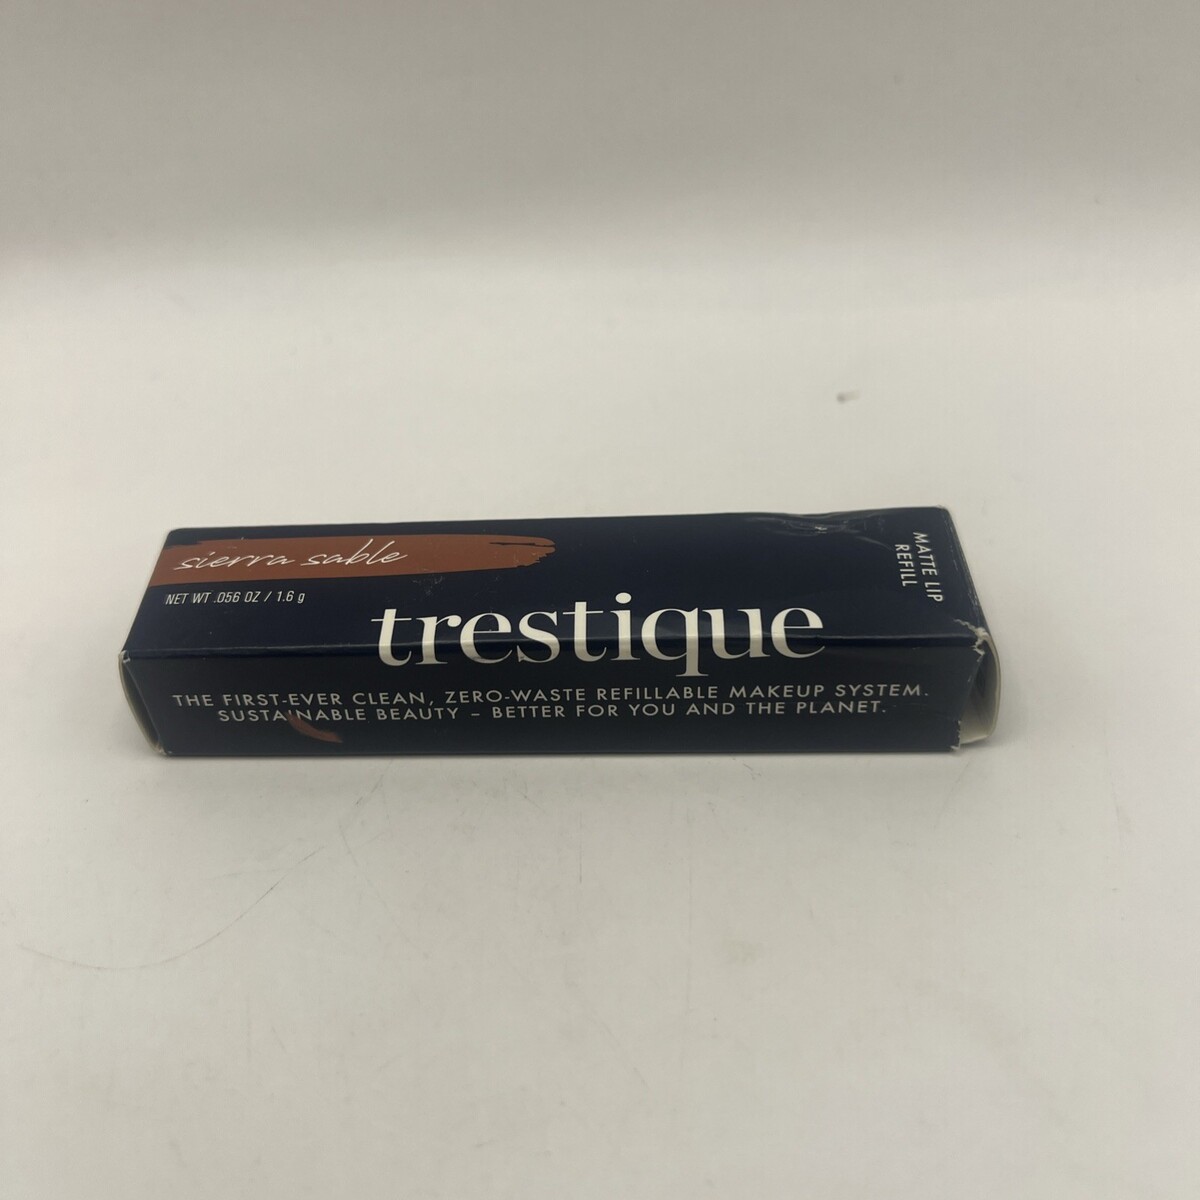 sierra sable
NET WT .056 OZ / 1.6 g
trestique
MATTE LIP
REFILL
THE FIRST-EVER CLEAN, ZERO-WASTE REFILLABLE MAKEUP SYSTEM.
SUSTAINABLE BEAUTY – BETTER FOR YOU AND THE PLANET.